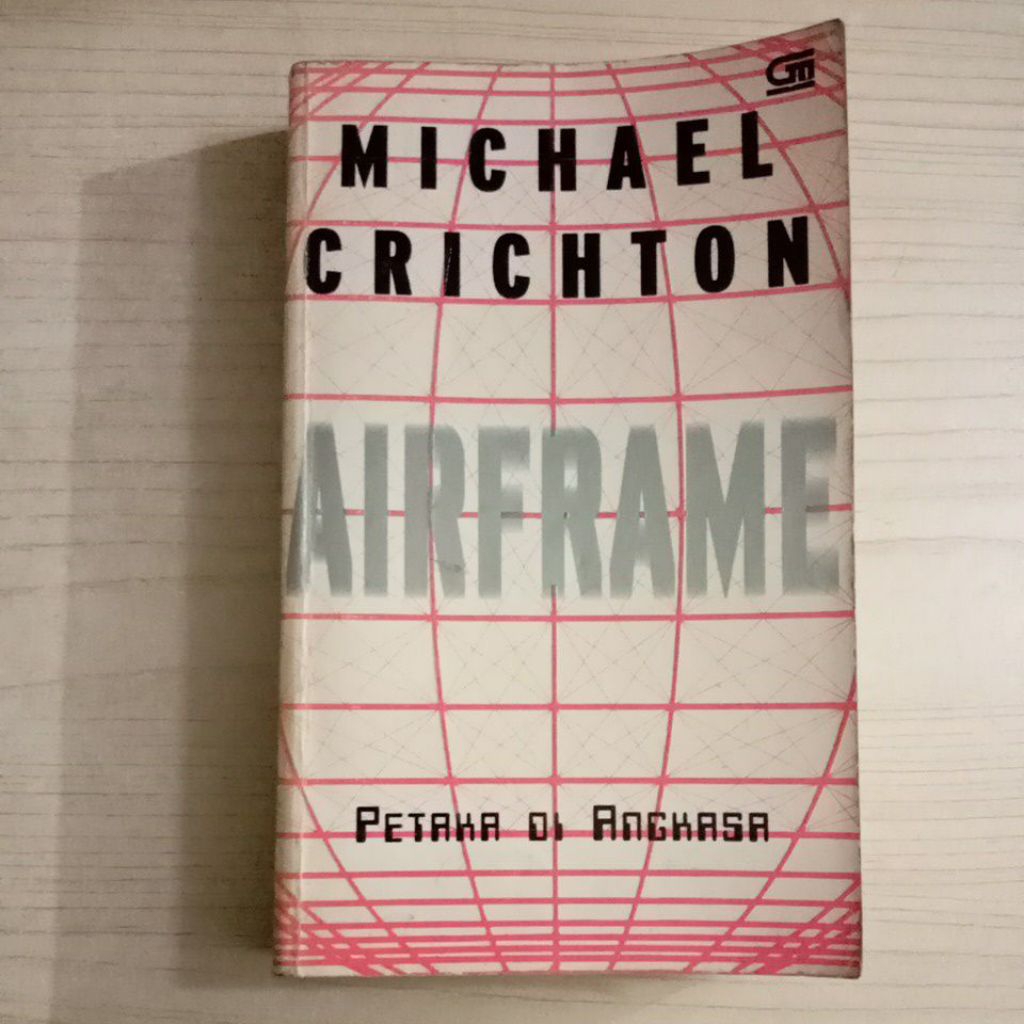 GM
MICHAEL
CRICHTON
AIRFRAME
PETAKA DI ANGKASA